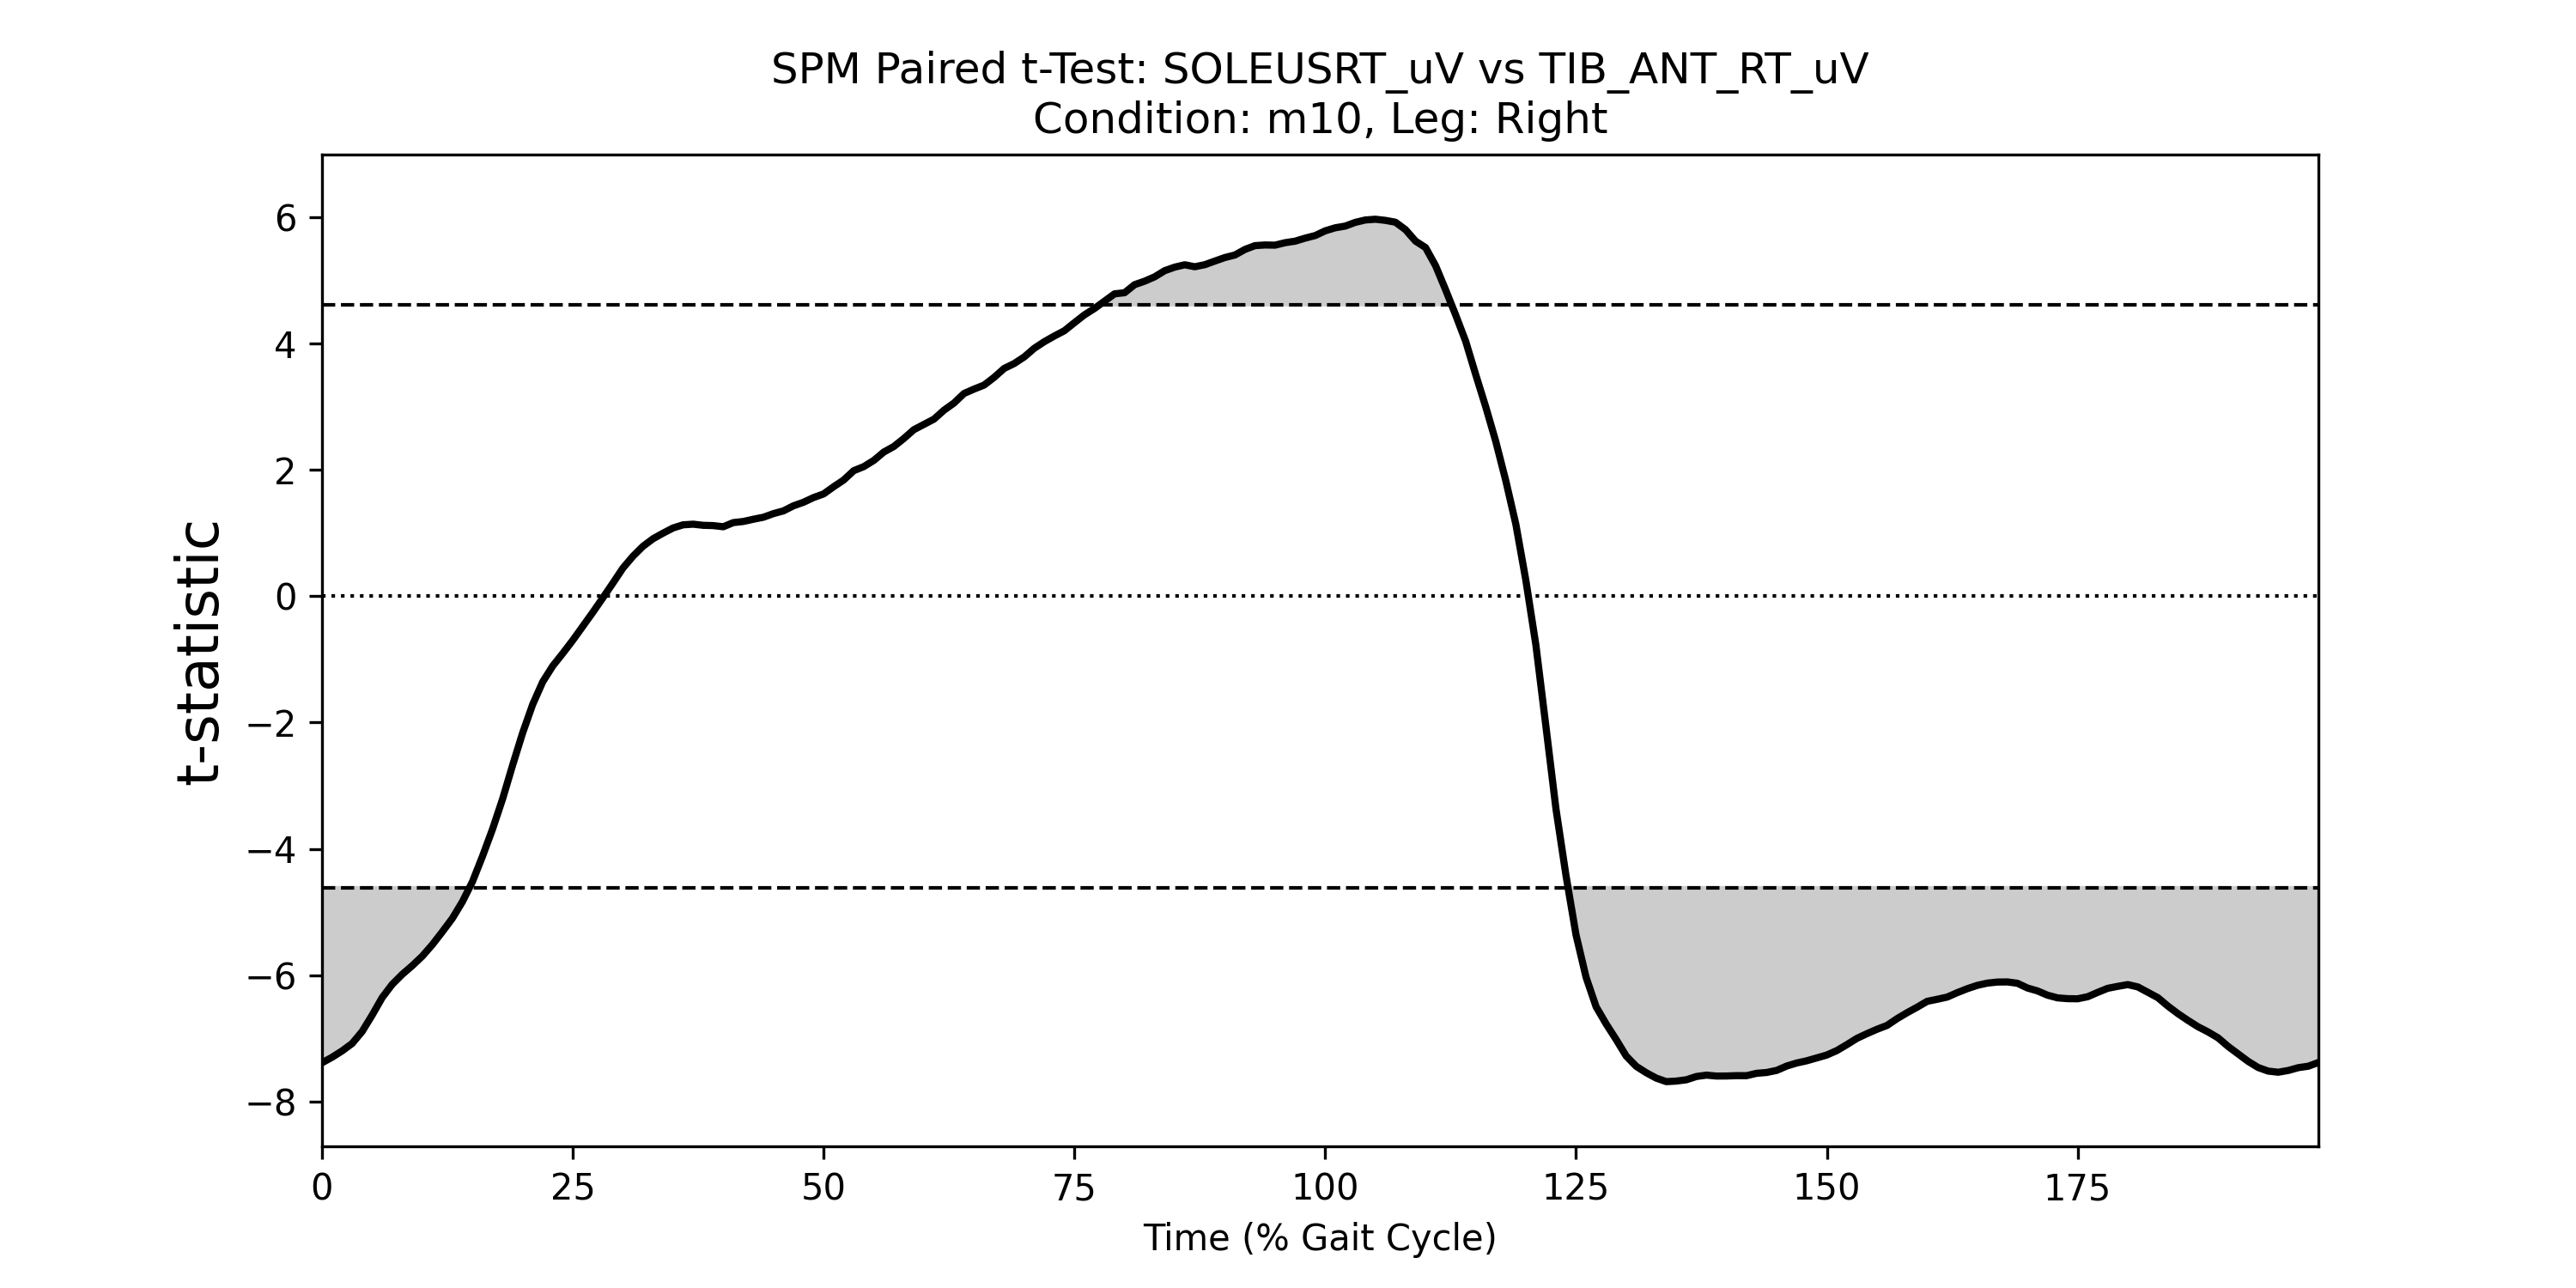 SPM Paired t-Test: SOLEUSRT_uV vs TIB_ANT_RT_uV
Condition: m10, Leg: Right
t-statistic
6
4
2
0
−2
−4
−6
−8
0 25 50 75 100 125 150 175
Time (% Gait Cycle)